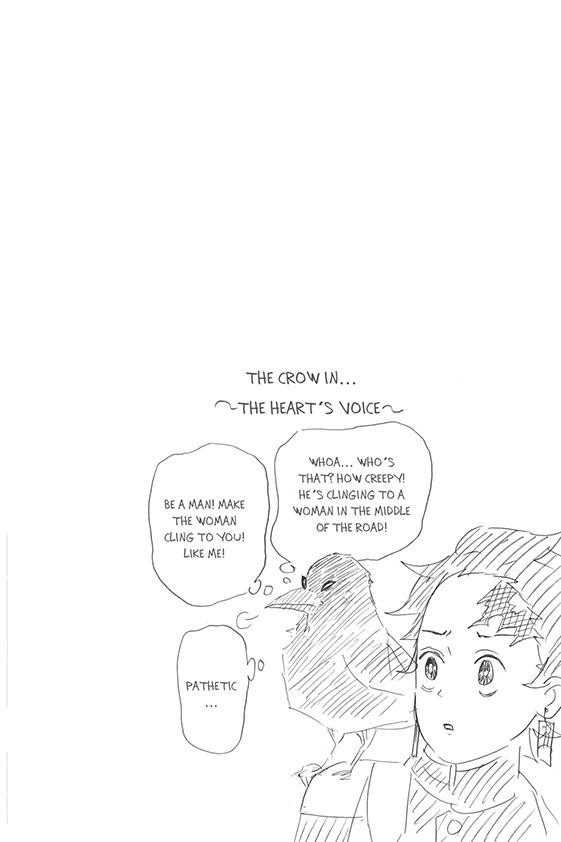 THE CROW IN...
~THE HEART'S VOICE~
WHOA... WHO'S
THAT? HOW CREEPY!
HE'S CLINGING TO A
WOMAN IN THE MIDDLE
OF THE ROAD!
BE A MAN! MAKE
THE WOMAN
CLING TO YOU!
LIKE ME!
PATHETIC
...